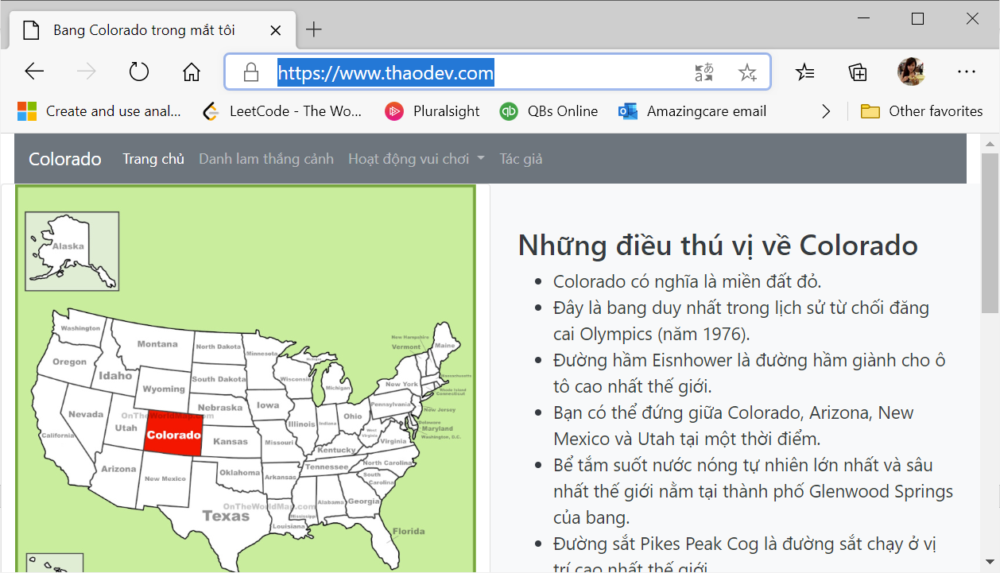 Bang Colorado trong mắt tôi
https://www.thaodev.com
Create and use anal...
LeetCode - The Wo...
Pluralsight
QBs Online
Amazingcare email
Other favorites
Colorado
Trang chủ
Danh lam thắng cảnh
Hoạt động vui chơi
Tác giả
Alaska
Washington
Montana
North Dakota
Minnesota
New Hampshire
Vermont
Maine
Oregon
Idaho
South Dakota
Wisconsin
Michigan
Massachusetts
Wyoming
New York
Rhode Island
Connecticut
Nebraska
Iowa
Pennsylvania
New Jersey
Nevada
OnTheWorldMap.com
Utah
Colorado
Kansas
Missouri
Illinois
Indiana
Ohio
West
Virginia
Virginia
Delaware
Maryland
Washington, D.C.
California
Kentucky
Arizona
New Mexico
Oklahoma
Arkansas
Tennessee
North Carolina
South
Carolina
OnTheWorldMap.com
Texas
Mississippi
Alabama
Georgia
Louisiana
Florida
Những điều thú vị về Colorado
Colorado có nghĩa là miền đất đỏ.
Đây là bang duy nhất trong lịch sử từ chối đăng
cai Olympics (năm 1976).
Đường hầm Eisnhower là đường hầm giành cho ô
tô cao nhất thế giới.
Bạn có thể đứng giữa Colorado, Arizona, New
Mexico và Utah tại một thời điểm.
Bể tắm suốt nước nóng tự nhiên lớn nhất và sâu
nhất thế giới nằm tại thành phố Glenwood Springs
của bang.
Đường sắt Pikes Peak Cog là đường sắt chạy ở vị
trí cao nhất thế giới.